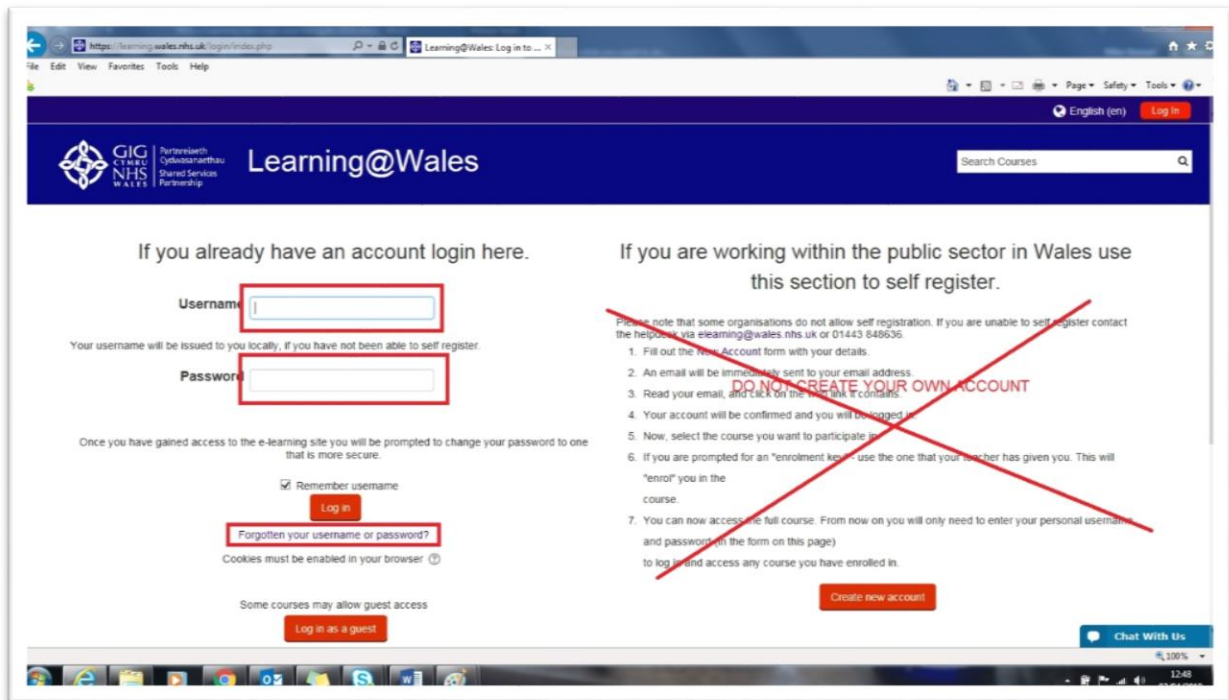 https://learning.wales.nhs.uk/login/index.php
Learning@Wales: Log in to ...
File Edit View Favorites Tools Help
Page Safety Tools
English (en) Log In
GIG CYMRU NHS WALES
Partneriaeth
Cydwasanaethau
Shared Services
Partnership
Learning@Wales
Search Courses
If you already have an account login here.
Username
Your username will be issued to you locally, if you have not been able to self register.
Password
Once you have gained access to the e-learning site you will be prompted to change your password to one
that is more secure.
Remember username
Log in
Forgotten your username or password?
Cookies must be enabled in your browser
Some courses may allow guest access
Log in as a guest
If you are working within the public sector in Wales use
this section to self register.
Please note that some organisations do not allow self registration. If you are unable to self register contact
the helpdesk via elearning@wales.nhs.uk or 01443 848636.
1. Fill out the New Account form with your details.
2. An email will be immediately sent to your email address.
DO NOT CREATE YOUR OWN ACCOUNT
3. Read your email, and click on the web link it contains.
4. Your account will be confirmed and you will be logged in.
5. Now, select the course you want to participate in.
6. If you are prompted for an "enrolment key" - use the one that your teacher has given you. This will
"enrol" you in the
course.
7. You can now access the full course. From now on you will only need to enter your personal username
and password (in the form on this page)
to log in and access any course you have enrolled in.
Create new account
Chat With Us
100%
12:48